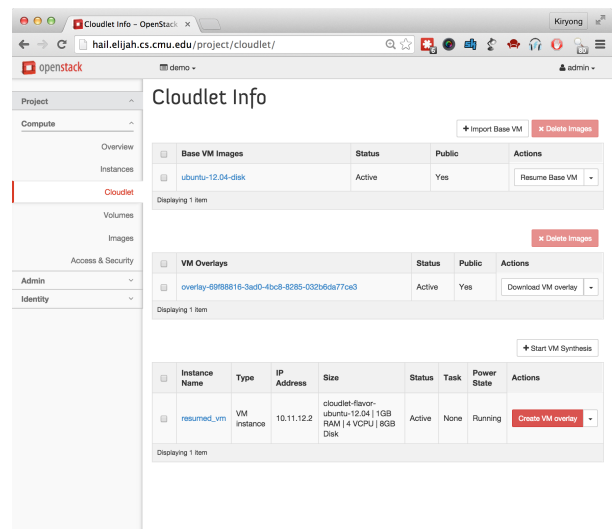 Cloudlet Info – OpenStack
Kiryong
hail.elijah.cs.cmu.edu/project/cloudlet/
openstack
demo
admin
Project
Compute
Overview
Instances
Cloudlet
Volumes
Images
Access & Security
Admin
Identity
Cloudlet Info
+ Import Base VM
× Delete Images
Base VM Images Status Public Actions
ubuntu-12.04-disk Active Yes Resume Base VM
Displaying 1 item
× Delete Images
VM Overlays Status Public Actions
overlay-69f88816-3ad0-4bc8-8285-032b6da77ce3 Active Yes Download VM overlay
Displaying 1 item
+ Start VM Synthesis
Instance Name Type IP Address Size Status Task Power State Actions
resumed_vm VM instance 10.11.12.2 cloudlet-flavor-ubuntu-12.04 | 1GB RAM | 4 VCPU | 8GB Disk Active None Running Create VM overlay
Displaying 1 item